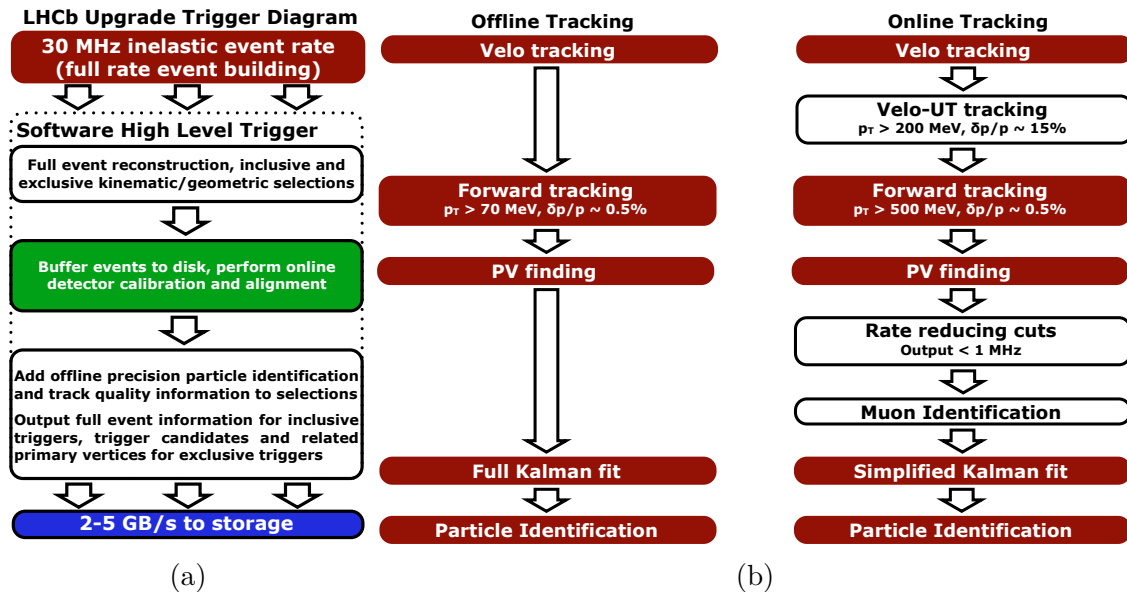 LHCb Upgrade Trigger Diagram
30 MHz inelastic event rate
(full rate event building)
Software High Level Trigger
Full event reconstruction, inclusive and
exclusive kinematic/geometric selections
Buffer events to disk, perform online
detector calibration and alignment
Add offline precision particle identification
and track quality information to selections
Output full event information for inclusive
triggers, trigger candidates and related
primary vertices for exclusive triggers
2-5 GB/s to storage
(a)
Offline Tracking
Velo tracking
Forward tracking
pT > 70 MeV, δp/p ~ 0.5%
PV finding
Full Kalman fit
Particle Identification
Online Tracking
Velo tracking
Velo-UT tracking
pT > 200 MeV, δp/p ~ 15%
Forward tracking
pT > 500 MeV, δp/p ~ 0.5%
PV finding
Rate reducing cuts
Output < 1 MHz
Muon Identification
Simplified Kalman fit
Particle Identification
(b)